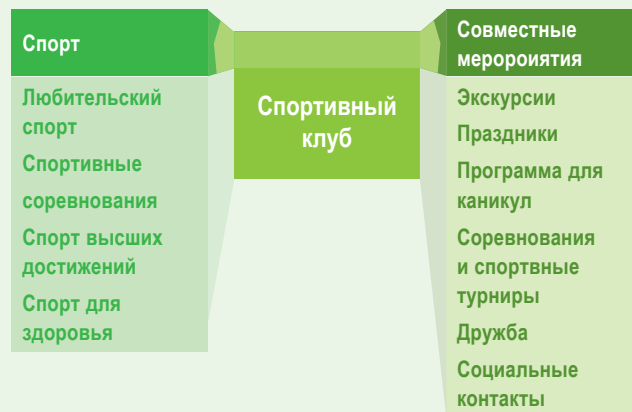 Спорт
Любительский
спорт
Спортивные
соревнования
Спорт высших
достижений
Спорт для
здоровья
Спортивный
клуб
Совместные
меророиятия
Экскурсии
Праздники
Программа для
каникул
Соревнования
и спортвные
турниры
Дружба
Социальные
контакты